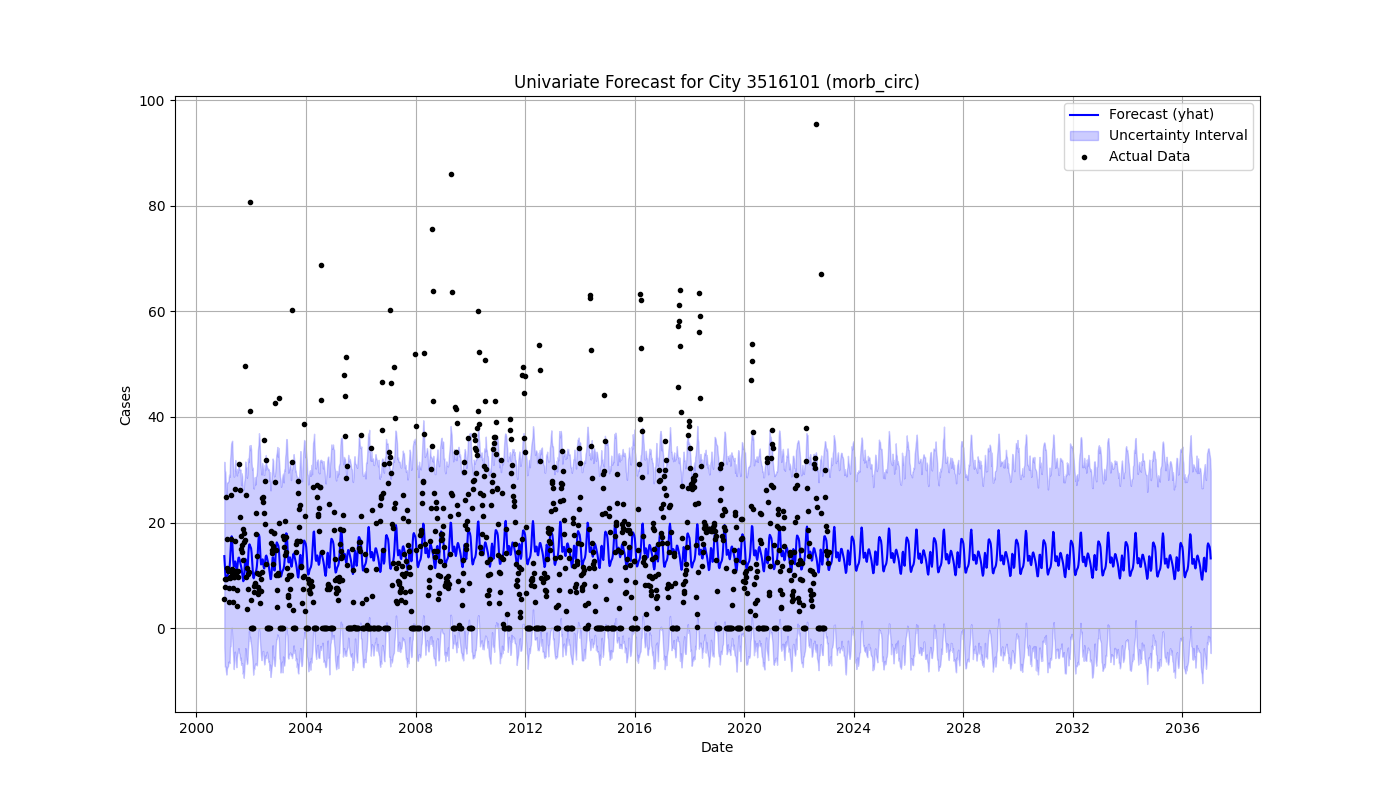 Univariate Forecast for City 3516101 (morb_circ)
Forecast (yhat)
Uncertainty Interval
Actual Data
Cases
100
80
60
40
20
0
2000 2004 2008 2012 2016 2020 2024 2028 2032 2036
Date